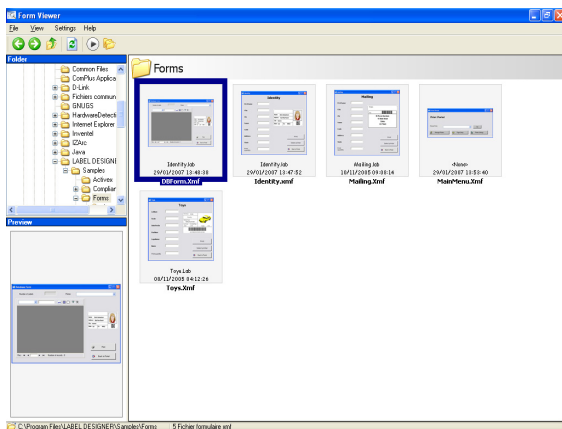 Form Viewer
File View Settings Help
Folder
Common Files
ComPlus Applica
D-Link
Fichiers commun
GNUGS
HardwareDetecti
Internet Explorer
Inventel
IZArc
Java
LABEL DESIGNE
Samples
Activex
Complian
Forms
Preview
Forms
Identity
Mailing
Identity.lab
29/01/2007 13:48:38
DBForm.Xmf
Identity.lab
29/01/2007 13:47:52
Identity.xmf
Mailing.lab
10/11/2005 09:08:14
Mailing.Xmf
<None>
29/01/2007 13:53:40
MainMenu.Xmf
Toys
Toys.Lab
08/11/2005 04:12:26
Toys.Xmf
C:\Program Files\LABEL DESIGNER\Samples\Forms 5 Fichier formulaire xmf